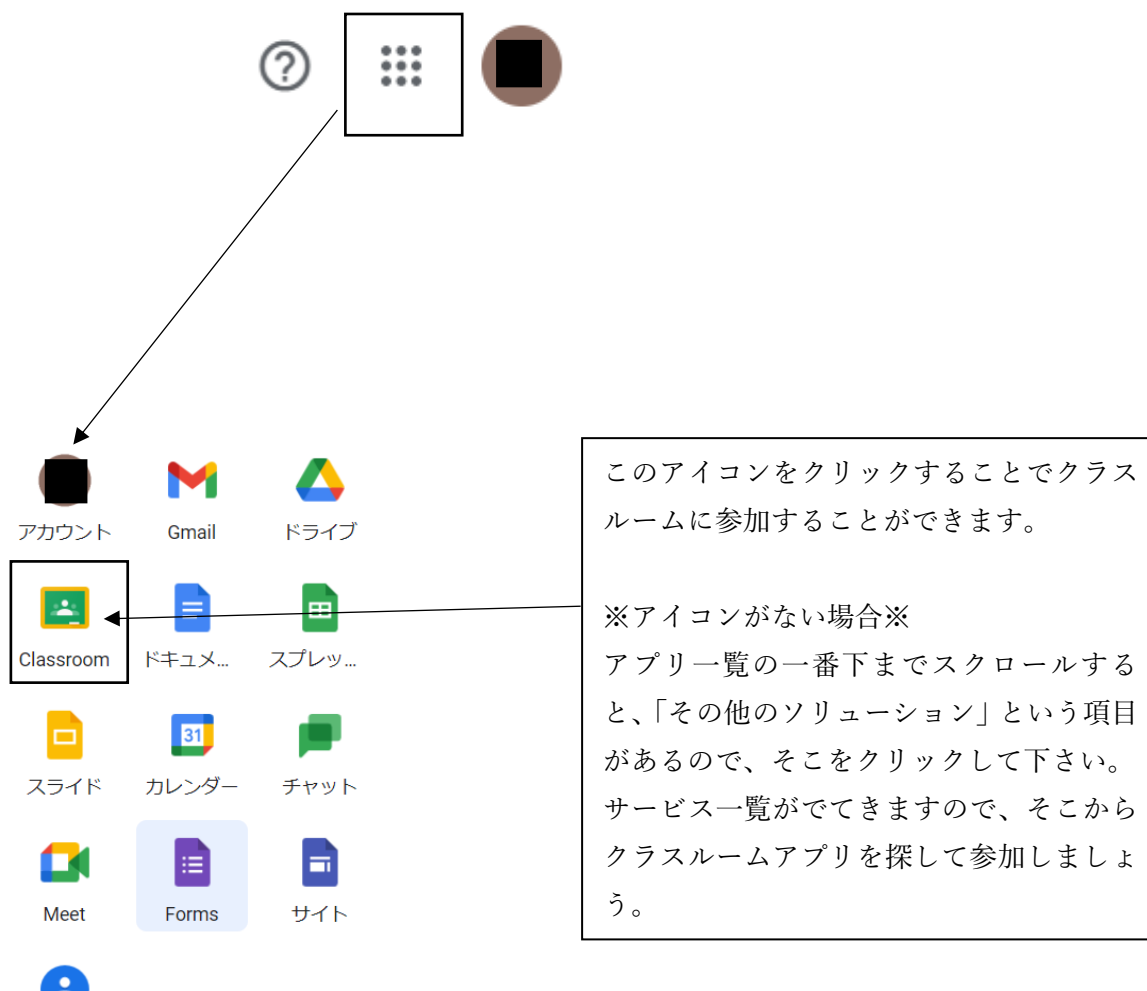 アカウント
Gmail
ドライブ
Classroom
ドキュメ...
スプレッ...
スライド
31
カレンダー
チャット
Meet
Forms
サイト
このアイコンをクリックすることでクラス
ルームに参加することができます。
※アイコンがない場合※
アプリ一覧の一番下までスクロールする
と、「その他のソリューション」という項目
があるので、そこをクリックして下さい。
サービス一覧がでてきますので、そこから
クラスルームアプリを探して参加しましょ
う。